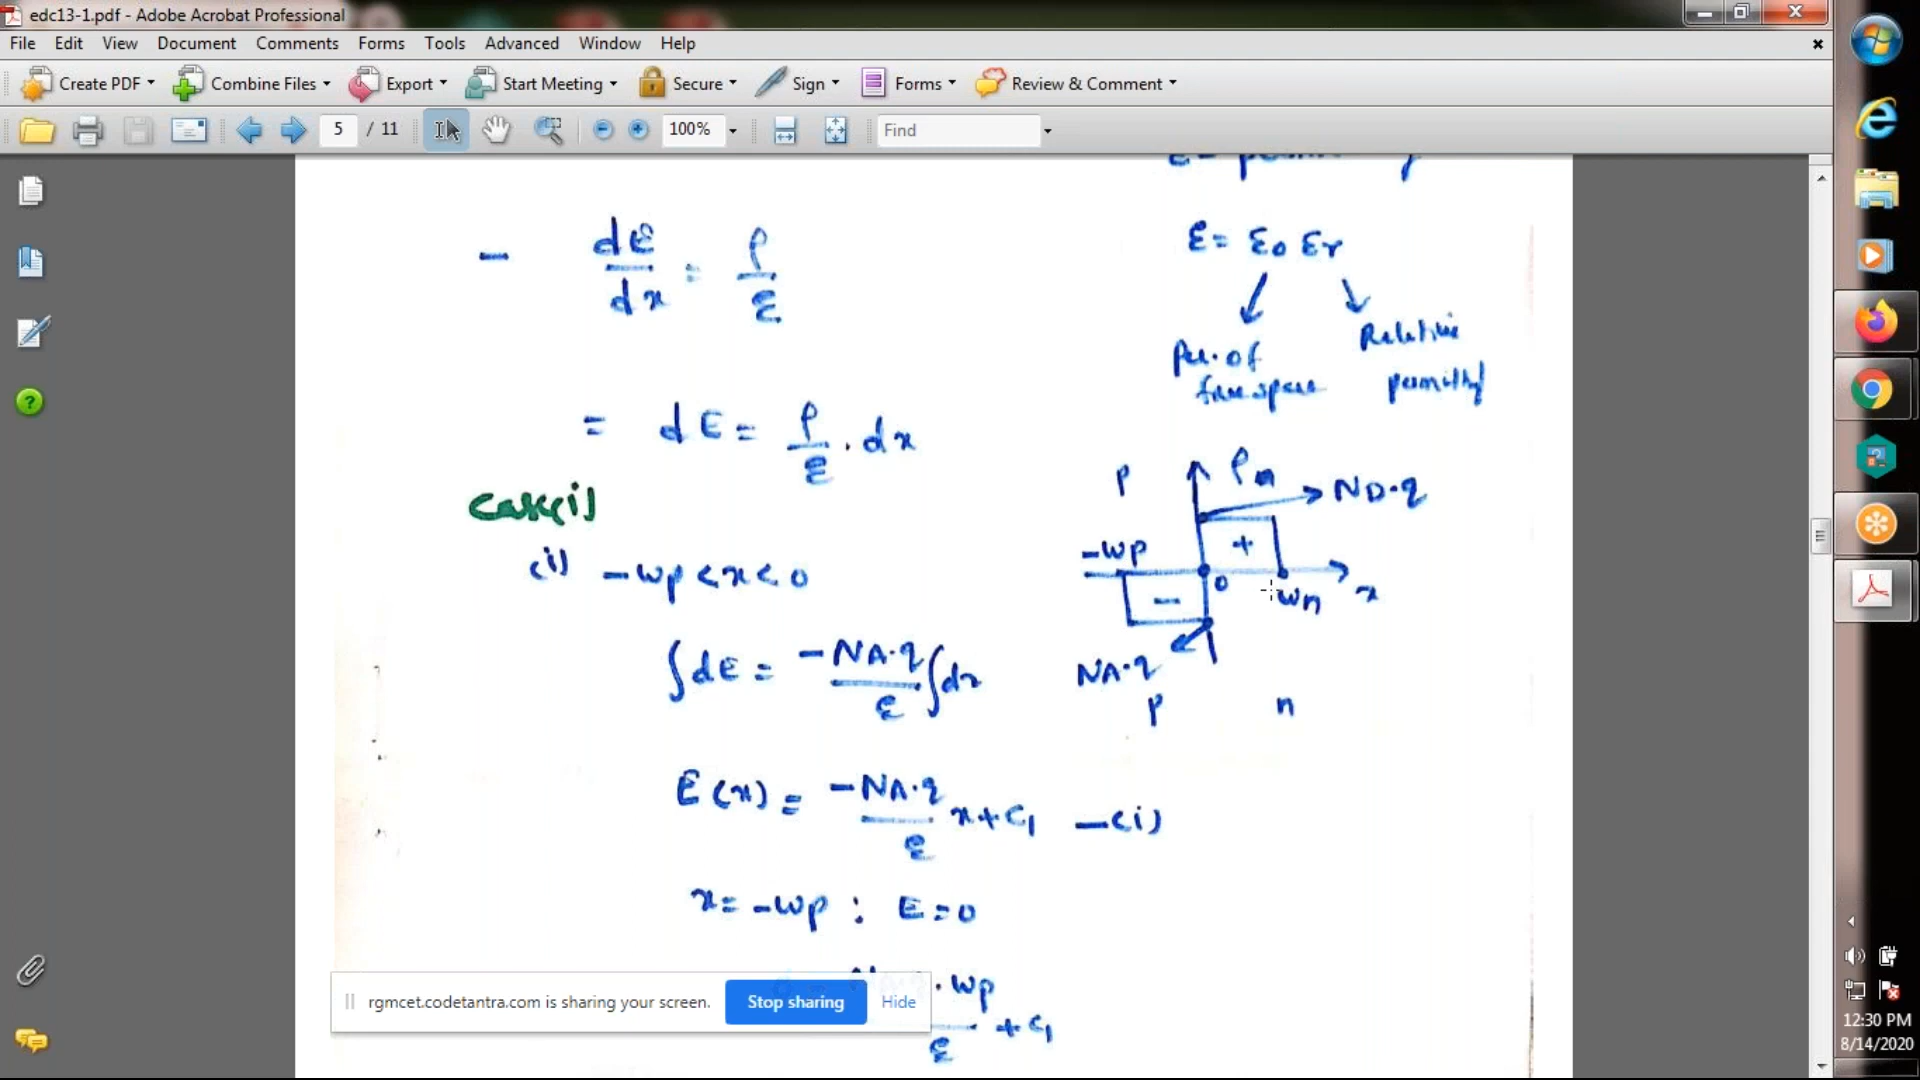 edc13-1.pdf - Adobe Acrobat Professional
File Edit View Document Comments Forms Tools Advanced Window Help
Create PDF Combine Files Export Start Meeting Secure Sign Forms Review & Comment
5 / 11 100% Find
ε = ε0 εr
- dE/dx = ρ/ε
Per. of free space
Relative permittivity
= dE = ρ/ε . dx
Case(i)
(i) -wp < x < 0
P ρn ND.q
-wp + 0 wn x
-
NA.q
P n
∫dE = -NA.q/ε ∫dx
E(x) = -NA.q/ε x + C1 -(i)
x = -wp : E = 0
. wp
ε + C1
rgmcet.codetantra.com is sharing your screen. Stop sharing Hide
12:30 PM
8/14/2020